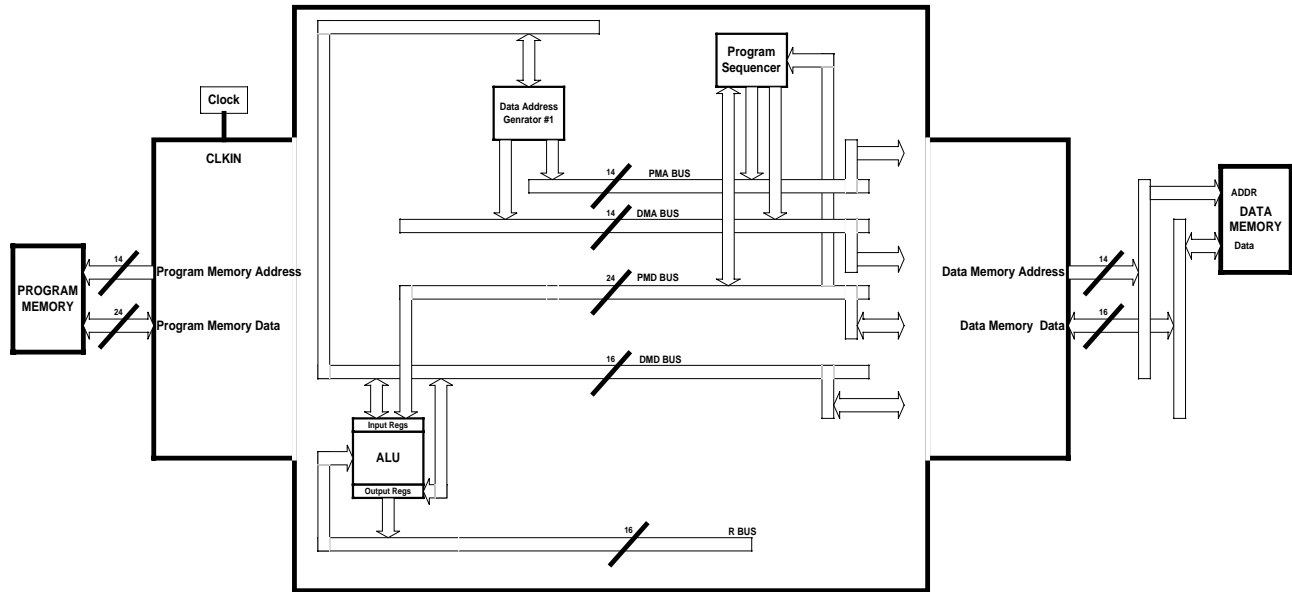 Program
Sequencer
Clock
Data Address
Genrator #1
CLKIN
14
PMA BUS
ADDR
14
DMA BUS
DATA
MEMORY
Data
14
Program Memory Address
24
PMD BUS
Data Memory Address
14
PROGRAM
MEMORY
24
Program Memory Data
Data Memory Data
16
16
DMD BUS
Input Regs
ALU
Output Regs
16
R BUS